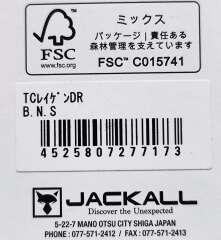 FSC
www.fsc.org
ミックス
パッケージ | 責任ある
森林管理を支えています
FSC™ C015741
TCﾚｲｹﾞﾝDR
B.N.S
4525807277173
JACKALL
Discover the Unexpected
5-22-7 MANO OTSU CITY SHIGA JAPAN
PHONE : 077-571-2412 / FAX : 077-571-2413